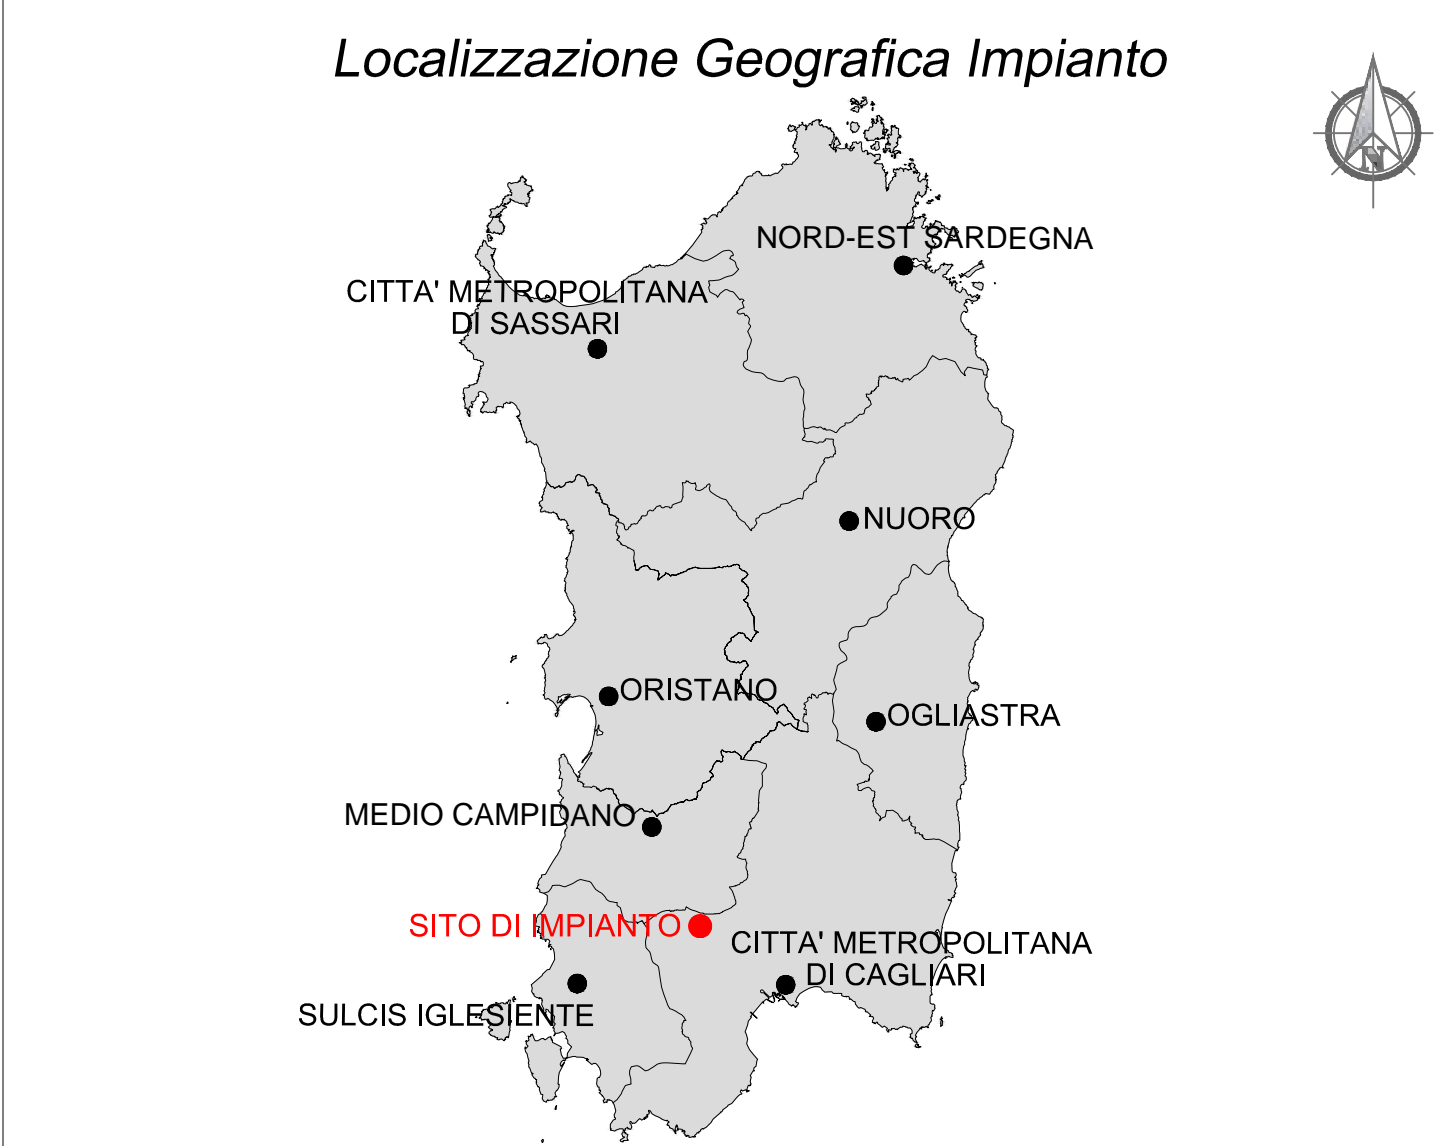 Localizzazione Geografica Impianto
N
NORD-EST SARDEGNA
CITTA' METROPOLITANA
DI SASSARI
NUORO
ORISTANO
OGLIASTRA
MEDIO CAMPIDANO
SITO DI IMPIANTO
CITTA' METROPOLITANA
DI CAGLIARI
SULCIS IGLESIENTE